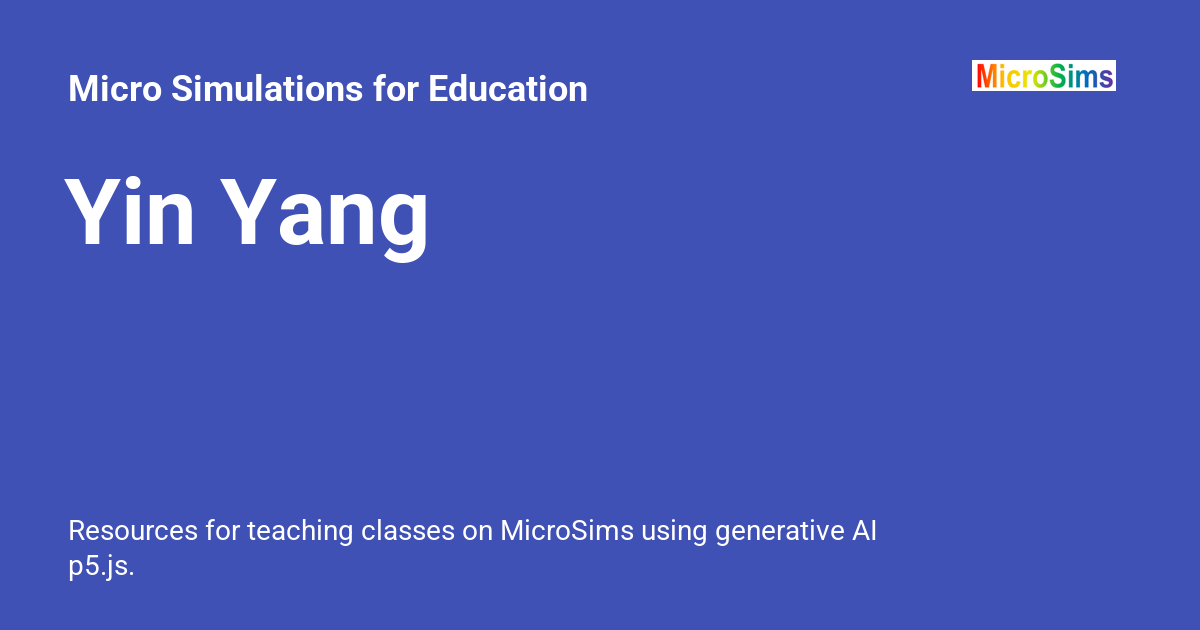 Micro Simulations for Education
MicroSims
Yin Yang
Resources for teaching classes on MicroSims using generative AI
p5.js.